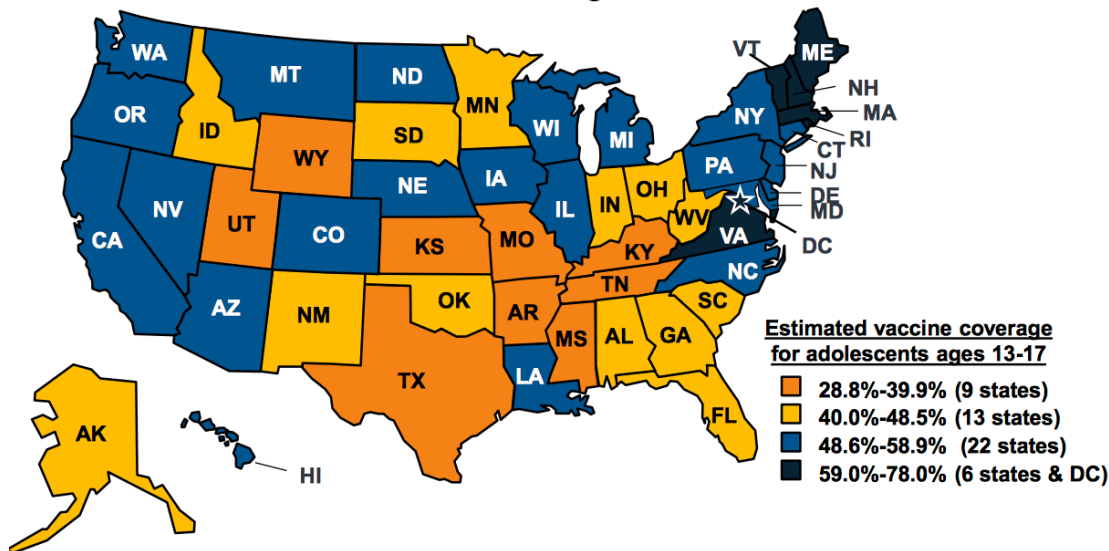 WA
MT
ND
MN
VT
ME
NH
MA
RI
CT
NJ
DE
MD
DC
OR
ID
SD
WI
MI
NY
WY
PA
NE
IA
NV
UT
CO
IL
IN
OH
WV
VA
CA
KS
MO
KY
NC
TN
AZ
NM
OK
AR
SC
MS
AL
GA
TX
LA
FL
AK
HI
Estimated vaccine coverage
for adolescents ages 13-17
28.8%-39.9% (9 states)
40.0%-48.5% (13 states)
48.6%-58.9% (22 states)
59.0%-78.0% (6 states & DC)